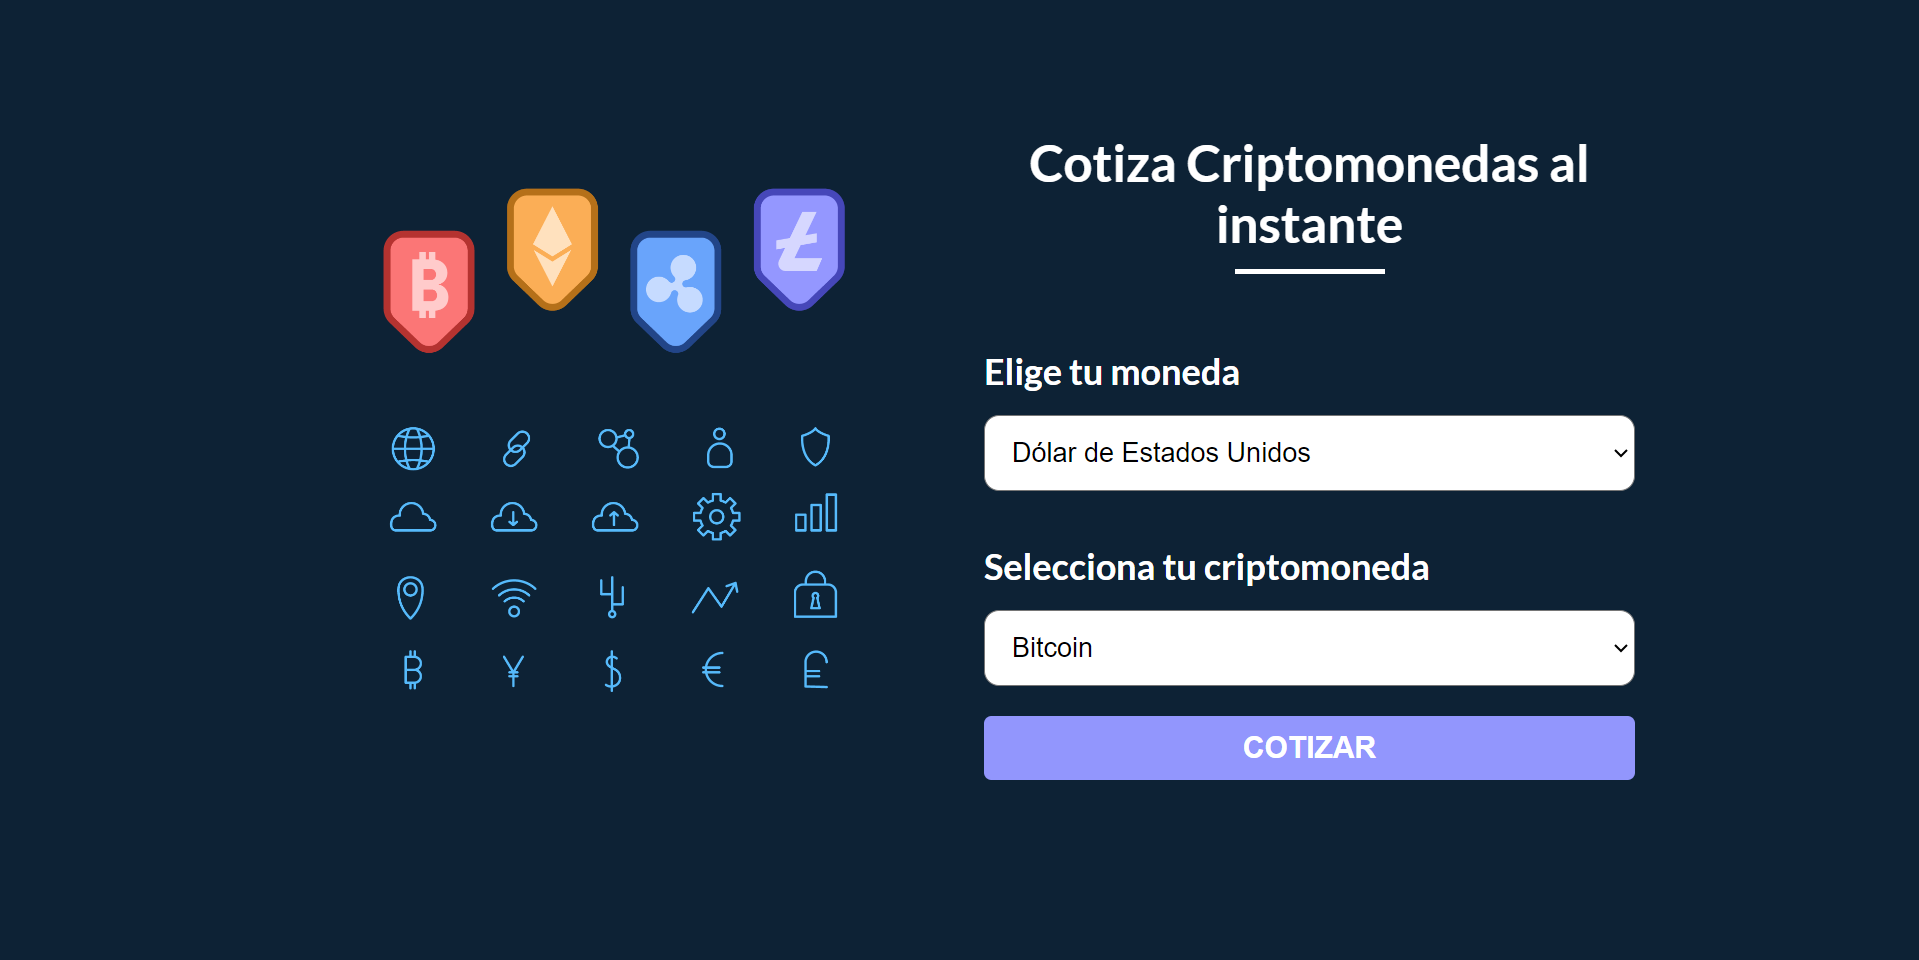 Cotiza Criptomonedas al
instante
Elige tu moneda
Dólar de Estados Unidos
Selecciona tu criptomoneda
Bitcoin
COTIZAR